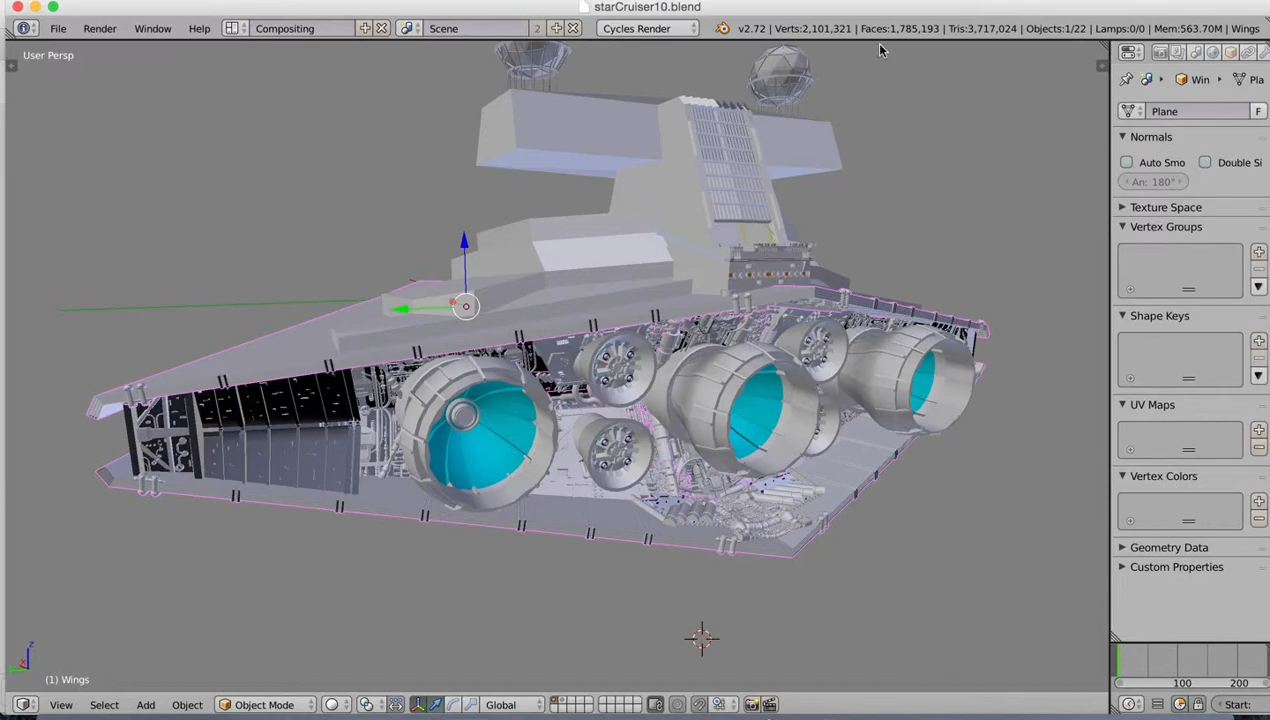 starCruiser10.blend
File Render Window Help Compositing Scene 2 Cycles Render v2.72 | Verts:2,101,321 | Faces:1,785,193 | Tris:3,717,024 | Objects:1/22 | Lamps:0/0 | Mem:563.70M | Wings
User Persp
Win Pla
Plane F
Normals
Auto Smo Double Si
An: 180°
Texture Space
Vertex Groups
Shape Keys
UV Maps
Vertex Colors
Geometry Data
Custom Properties
z
x
(1) Wings
100 200
View Select Add Object Object Mode Global Start: